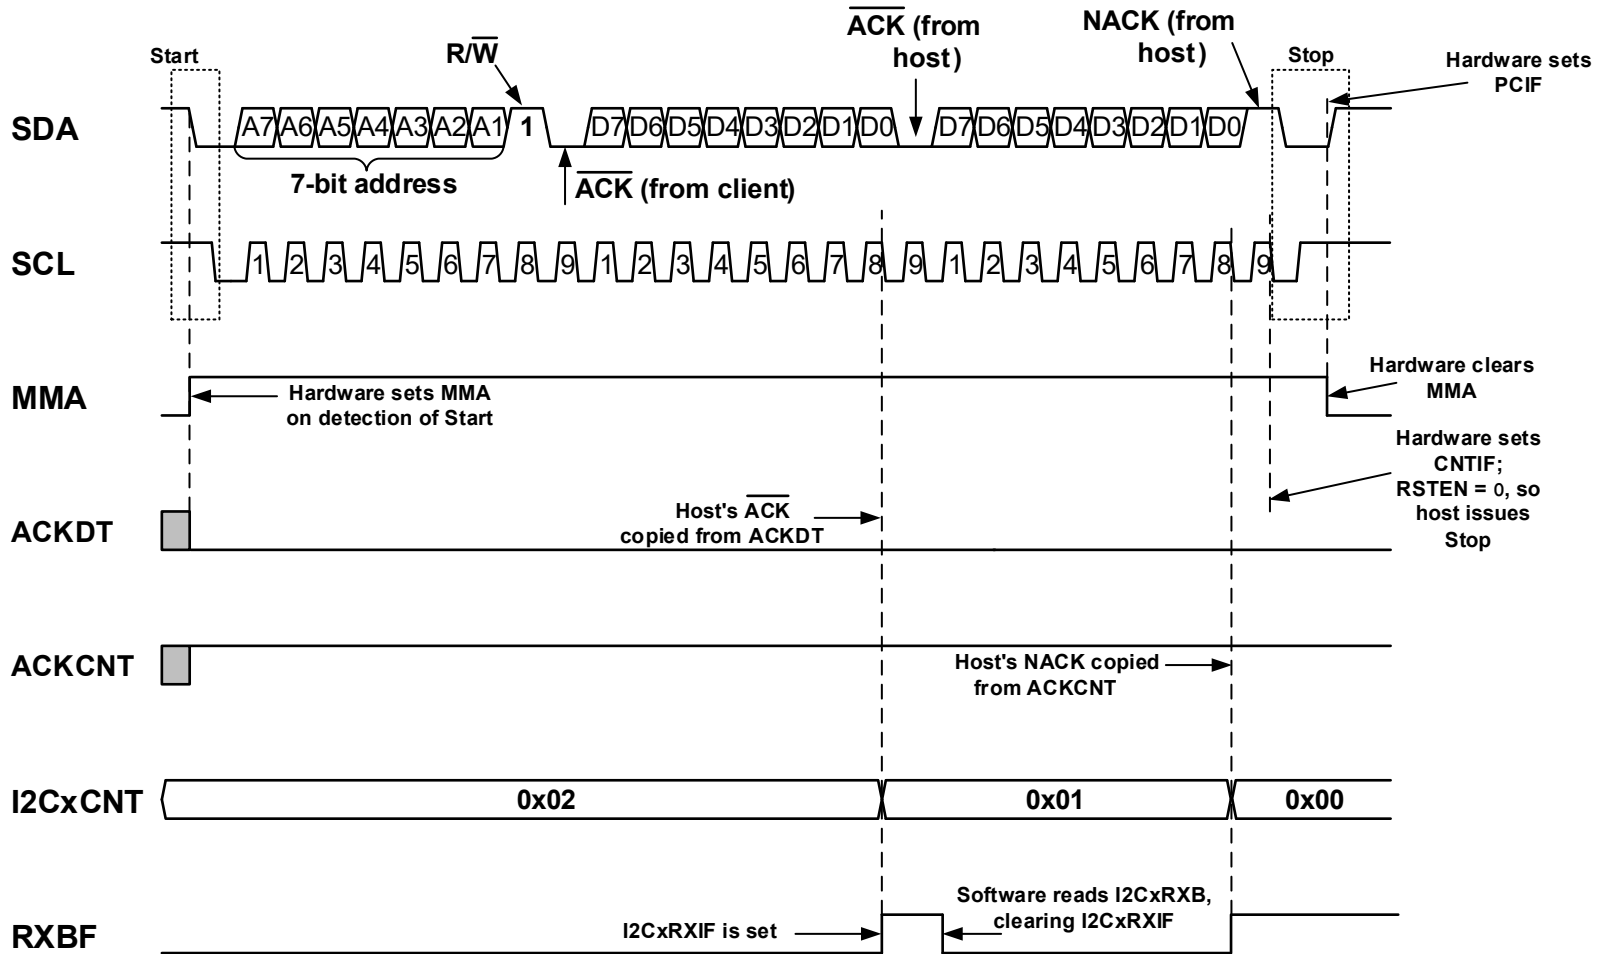 ACK (from
host)
NACK (from
host)
Start
R/W
Stop
Hardware sets
PCIF
SDA
A7 A6 A5 A4 A3 A2 A1 1 D7 D6 D5 D4 D3 D2 D1 D0 D7 D6 D5 D4 D3 D2 D1 D0
7-bit address
ACK (from client)
SCL
1 2 3 4 5 6 7 8 9 1 2 3 4 5 6 7 8 9 1 2 3 4 5 6 7 8 9
MMA
Hardware sets MMA
on detection of Start
Hardware clears
MMA
Hardware sets
CNTIF;
RSTEN = 0, so
host issues
Stop
ACKDT
Host's ACK
copied from ACKDT
ACKCNT
Host's NACK copied
from ACKCNT
I2CxCNT
0x02 0x01 0x00
RXBF
I2CxRXIF is set
Software reads I2CxRXB,
clearing I2CxRXIF